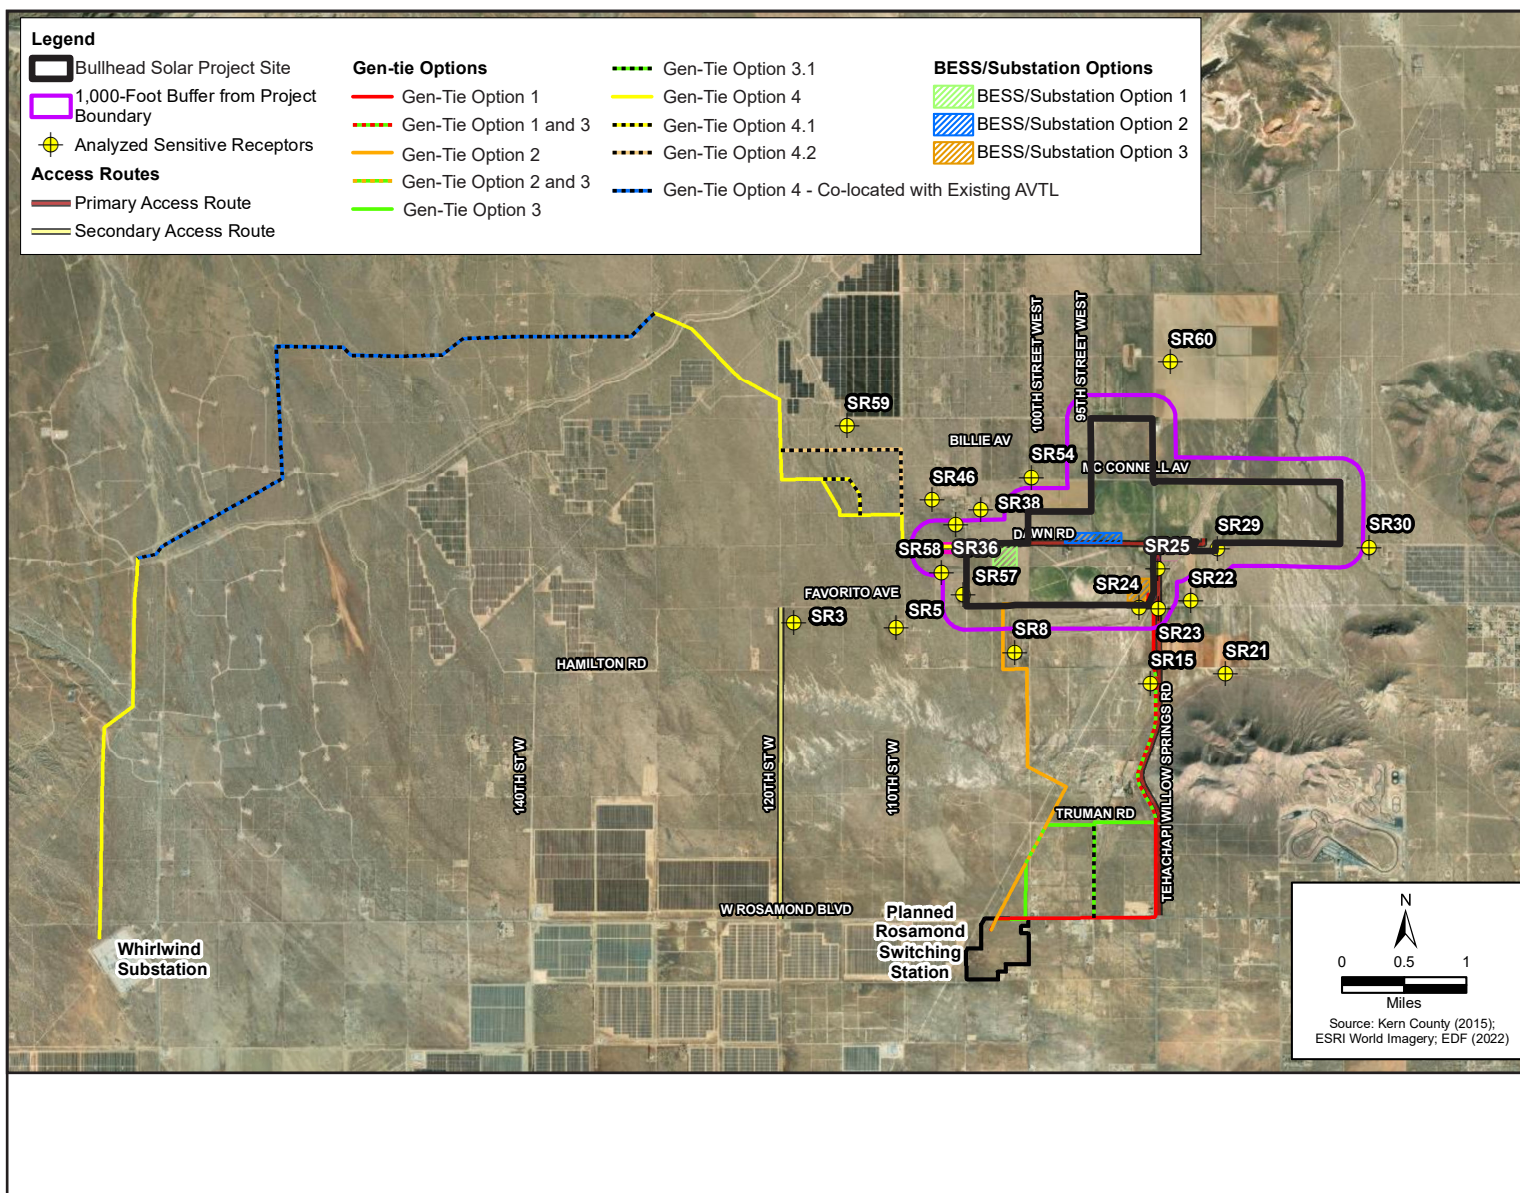 Legend
Bullhead Solar Project Site
1,000-Foot Buffer from Project
Boundary
Analyzed Sensitive Receptors
Access Routes
Primary Access Route
Secondary Access Route
Gen-tie Options
Gen-Tie Option 1
Gen-Tie Option 1 and 3
Gen-Tie Option 2
Gen-Tie Option 2 and 3
Gen-Tie Option 3
Gen-Tie Option 3.1
Gen-Tie Option 4
Gen-Tie Option 4.1
Gen-Tie Option 4.2
Gen-Tie Option 4 - Co-located with Existing AVTL
BESS/Substation Options
BESS/Substation Option 1
BESS/Substation Option 2
BESS/Substation Option 3
100TH STREET WEST
95TH STREET WEST
SR60
SR59
BILLIE AV
SR54
MC CONNELL AV
SR46
SR38
DAWN RD
SR29
SR30
SR58
SR36
SR25
SR57
SR24
SR22
FAVORITO AVE
SR5
SR3
SR8
SR23
HAMILTON RD
SR15
SR21
140TH ST W
120TH ST W
110TH ST W
TEHACHAPI WILLOW SPRINGS RD
TRUMAN RD
W ROSAMOND BLVD
Planned
Rosamond
Switching
Station
Whirlwind
Substation
N
0 0.5 1
Miles
Source: Kern County (2015);
ESRI World Imagery; EDF (2022)